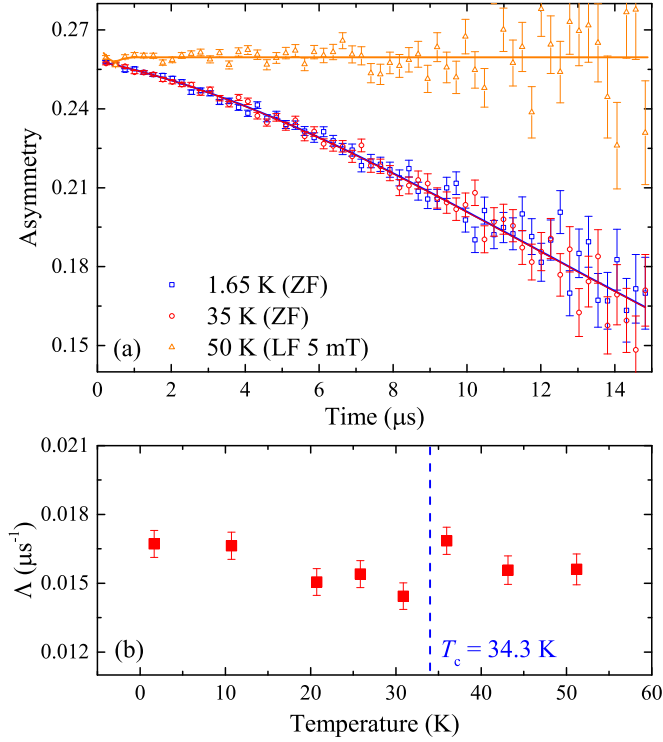 0.27
0.24
0.21
0.18
0.15
Asymmetry
1.65 K (ZF)
35 K (ZF)
50 K (LF 5 mT)
(a)
0 2 4 6 8 10 12 14
Time (μs)
0.021
0.018
0.015
0.012
Λ (μs⁻¹)
(b)
T_c = 34.3 K
0 10 20 30 40 50 60
Temperature (K)